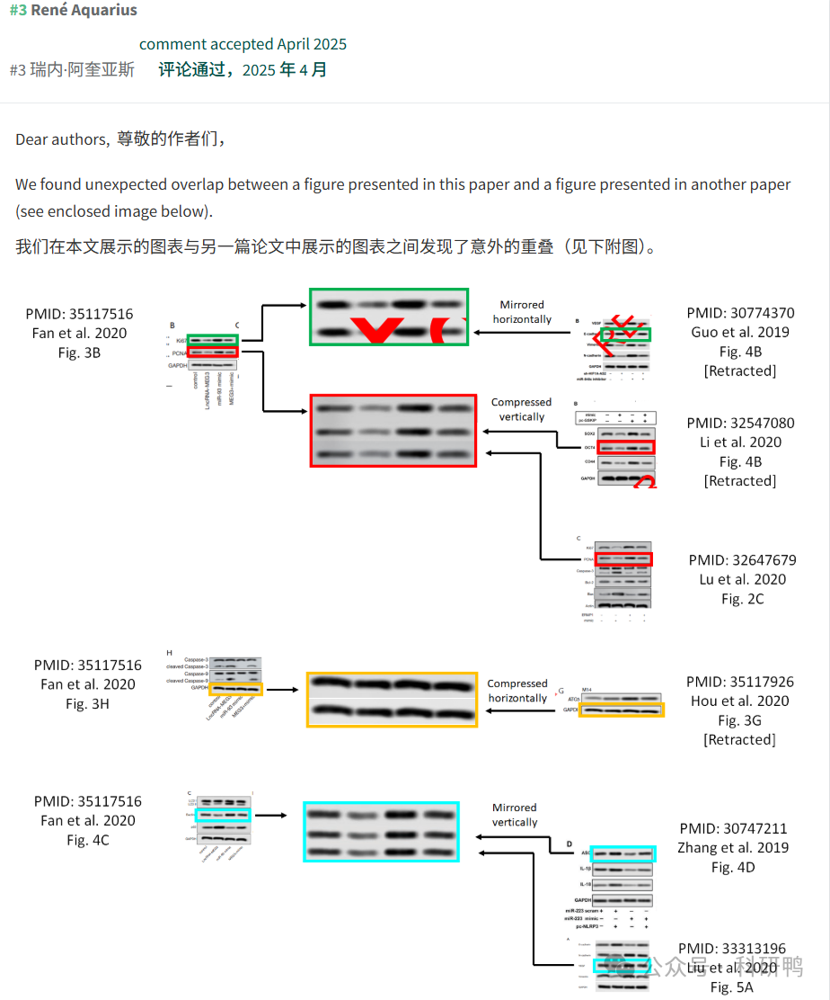 #3 René Aquarius
comment accepted April 2025
#3 瑞内·阿奎亚斯 评论通过，2025 年 4 月
Dear authors, 尊敬的作者们，
We found unexpected overlap between a figure presented in this paper and a figure presented in another paper
(see enclosed image below).
我们在本文展示的图表与另一篇论文中展示的图表之间发现了意外的重叠（见下附图）。
PMID: 35117516
Fan et al. 2020
Fig. 3B
B C
Ki67
PCNA
GAPDH
control
LncRNA-MEG3
miR-93 mimic
MEG3+mimic
Mirrored
horizontally
B
VEGF
E-cadherin
N-cadherin
GAPDH
PMID: 30774370
Guo et al. 2019
Fig. 4B
[Retracted]
Compressed
vertically
B
pc-GSKIP
SOX2
OCT4
CD44
GAPDH
PMID: 32547080
Li et al. 2020
Fig. 4B
[Retracted]
C
Ki67
PCNA
Caspase-3
Bcl-2
Bax
Actin
PMID: 32647679
Lu et al. 2020
Fig. 2C
PMID: 35117516
Fan et al. 2020
Fig. 3H
H
Caspase-3
cleaved Caspase-3
Caspase-9
cleaved Caspase-9
GAPDH
control
LncRNA-MEG3
miR-93 mimic
MEG3+mimic
Compressed
horizontally
G
M14
ATG5
GAPDH
PMID: 35117926
Hou et al. 2020
Fig. 3G
[Retracted]
PMID: 35117516
Fan et al. 2020
Fig. 4C
C
GAPDH
Mirrored
vertically
D
ASC
IL-1β
IL-18
GAPDH
miR-223 scram + + - -
miR-223 mimic - - + +
pc-NLRP3 - + - +
PMID: 30747211
Zhang et al. 2019
Fig. 4D
A
PMID: 33313196
Liu et al. 2020
Fig. 5A
公众号 · 科研鸭